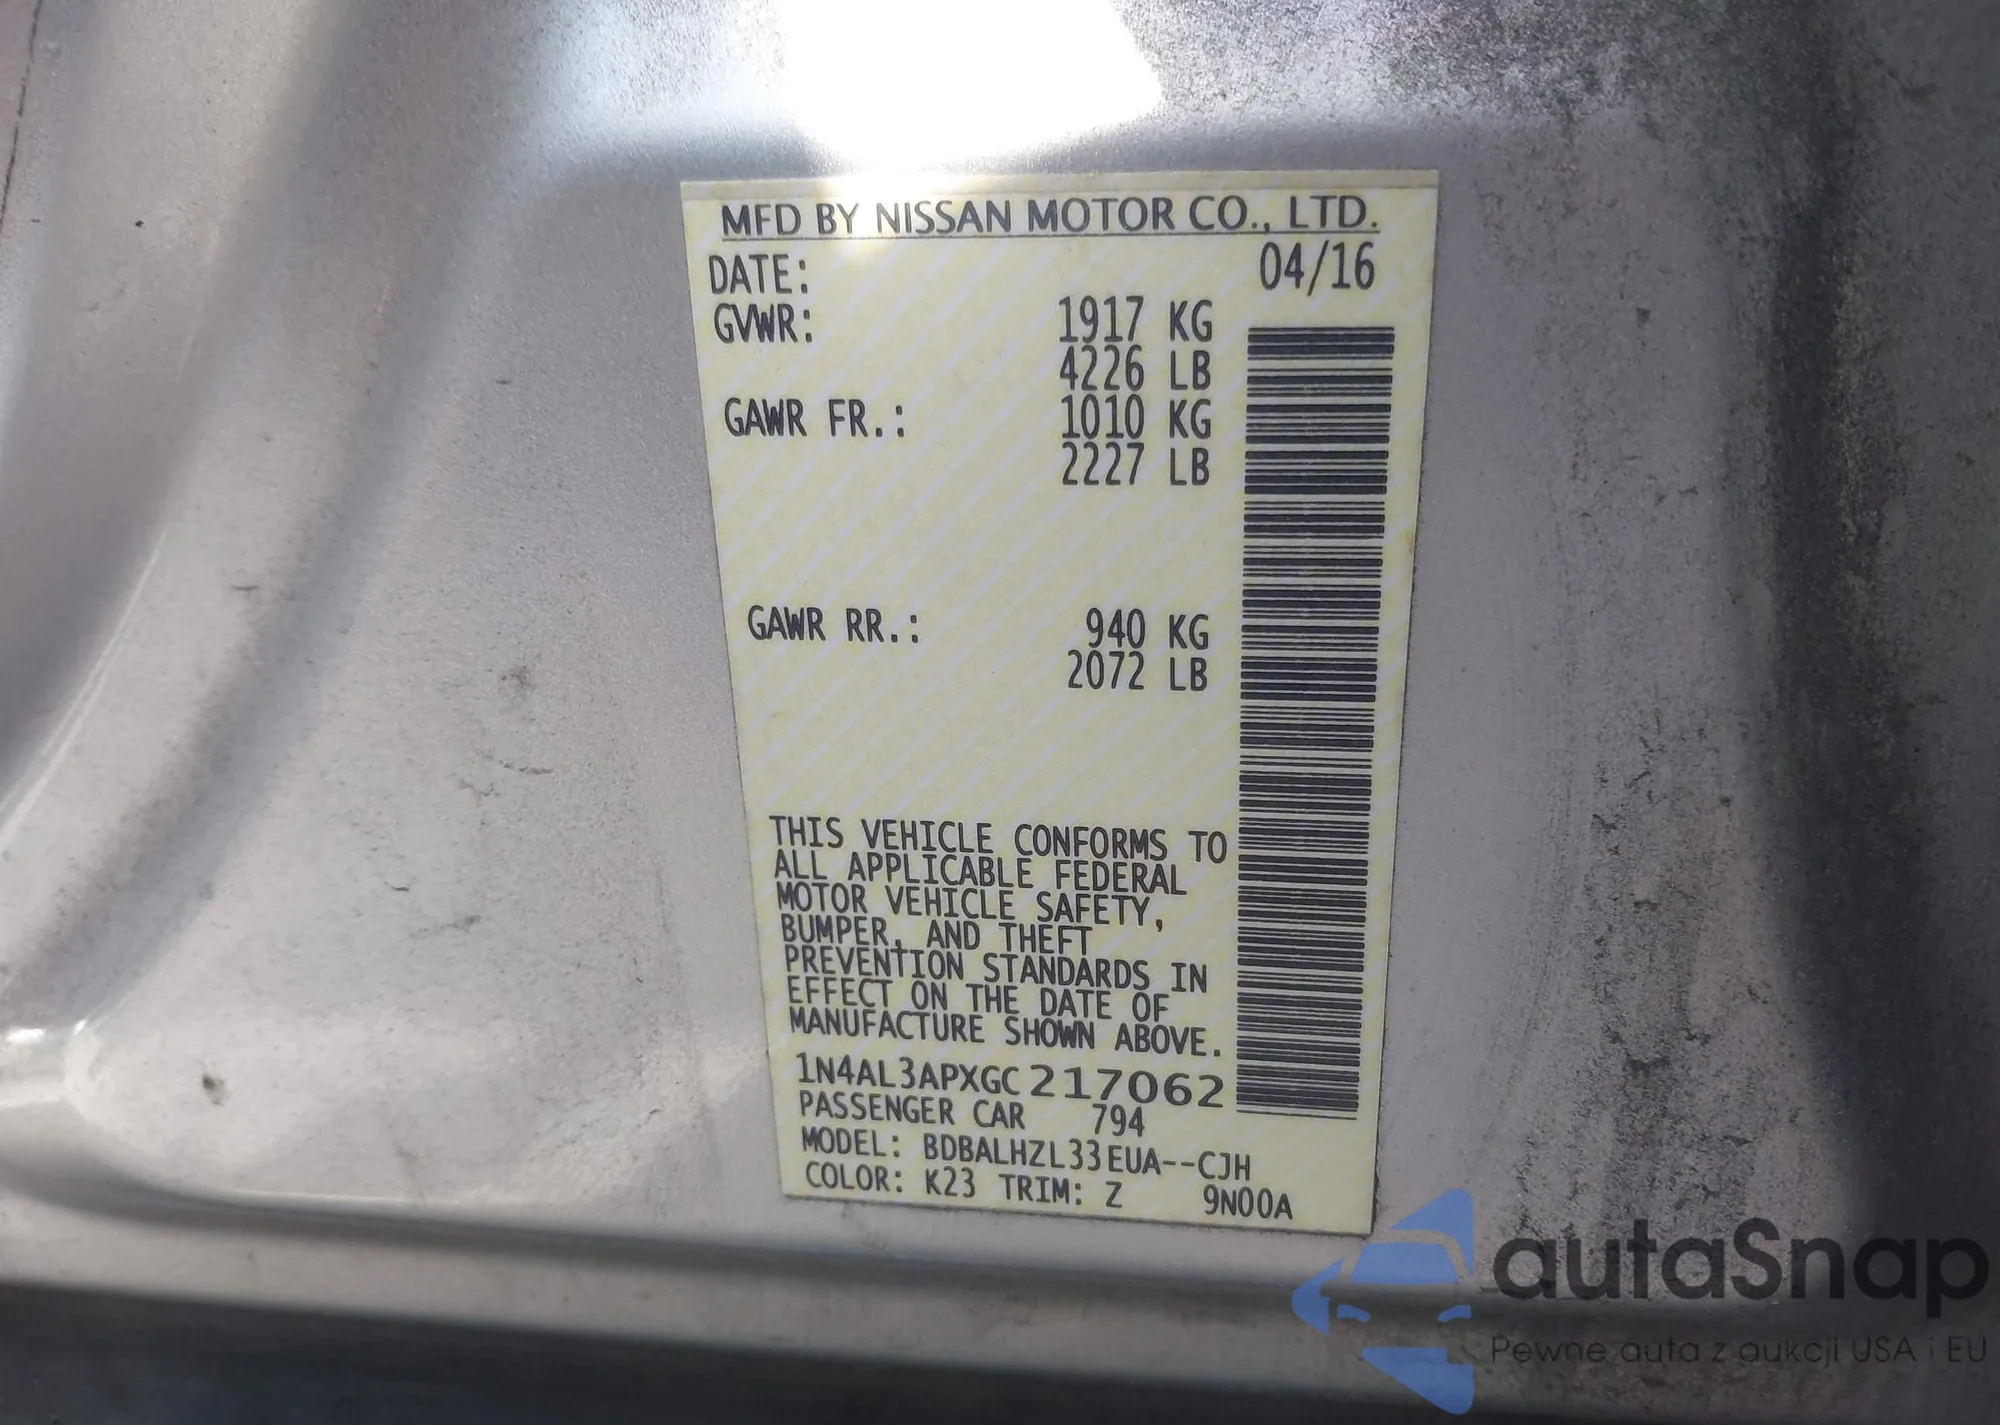 MFD BY NISSAN MOTOR CO., LTD.
DATE: 04/16
GVWR: 1917 KG
4226 LB
GAWR FR.: 1010 KG
2227 LB
GAWR RR.: 940 KG
2072 LB
THIS VEHICLE CONFORMS TO
ALL APPLICABLE FEDERAL
MOTOR VEHICLE SAFETY,
BUMPER, AND THEFT
PREVENTION STANDARDS IN
EFFECT ON THE DATE OF
MANUFACTURE SHOWN ABOVE.
1N4AL3APXGC217062
PASSENGER CAR 794
MODEL: BDBALHZL33EUA--CJH
COLOR: K23 TRIM: Z 9N00A
autaSnap
Pewne auta z aukcji USA i EU